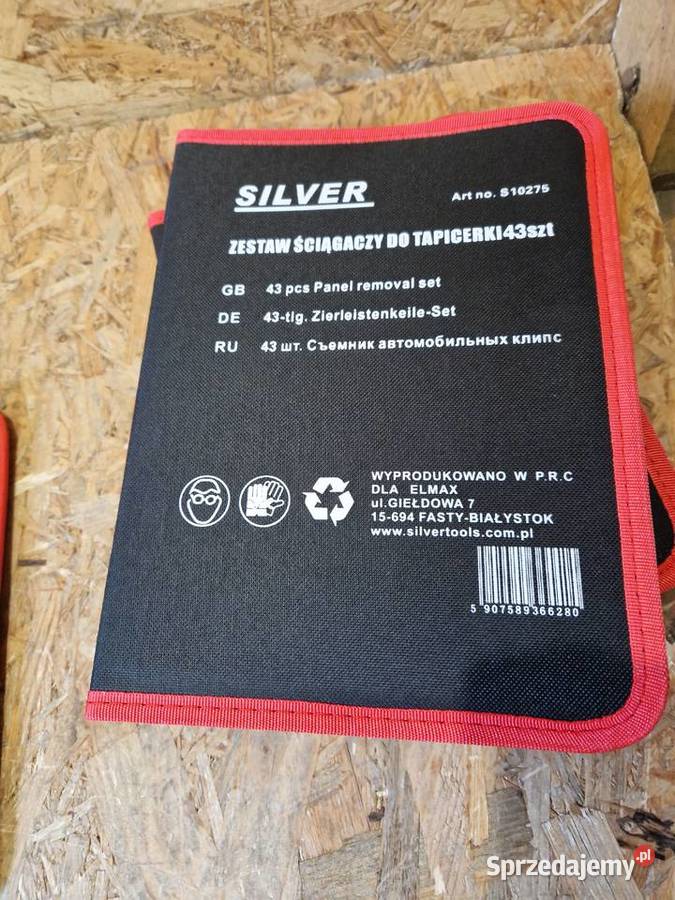 SILVER
Art no. S10275
ZESTAW ŚCIĄGACZY DO TAPICERKI 43szt
GB 43 pcs Panel removal set
DE 43-tlg. Zierleistenkeile-Set
RU 43 шт. Съемник автомобильных клипс
WYPRODUKOWANO W P.R.C
DLA ELMAX
ul.GIEŁDOWA 7
15-694 FASTY-BIAŁYSTOK
www.silvertools.com.pl
5 907589366280
Sprzedajemy.pl